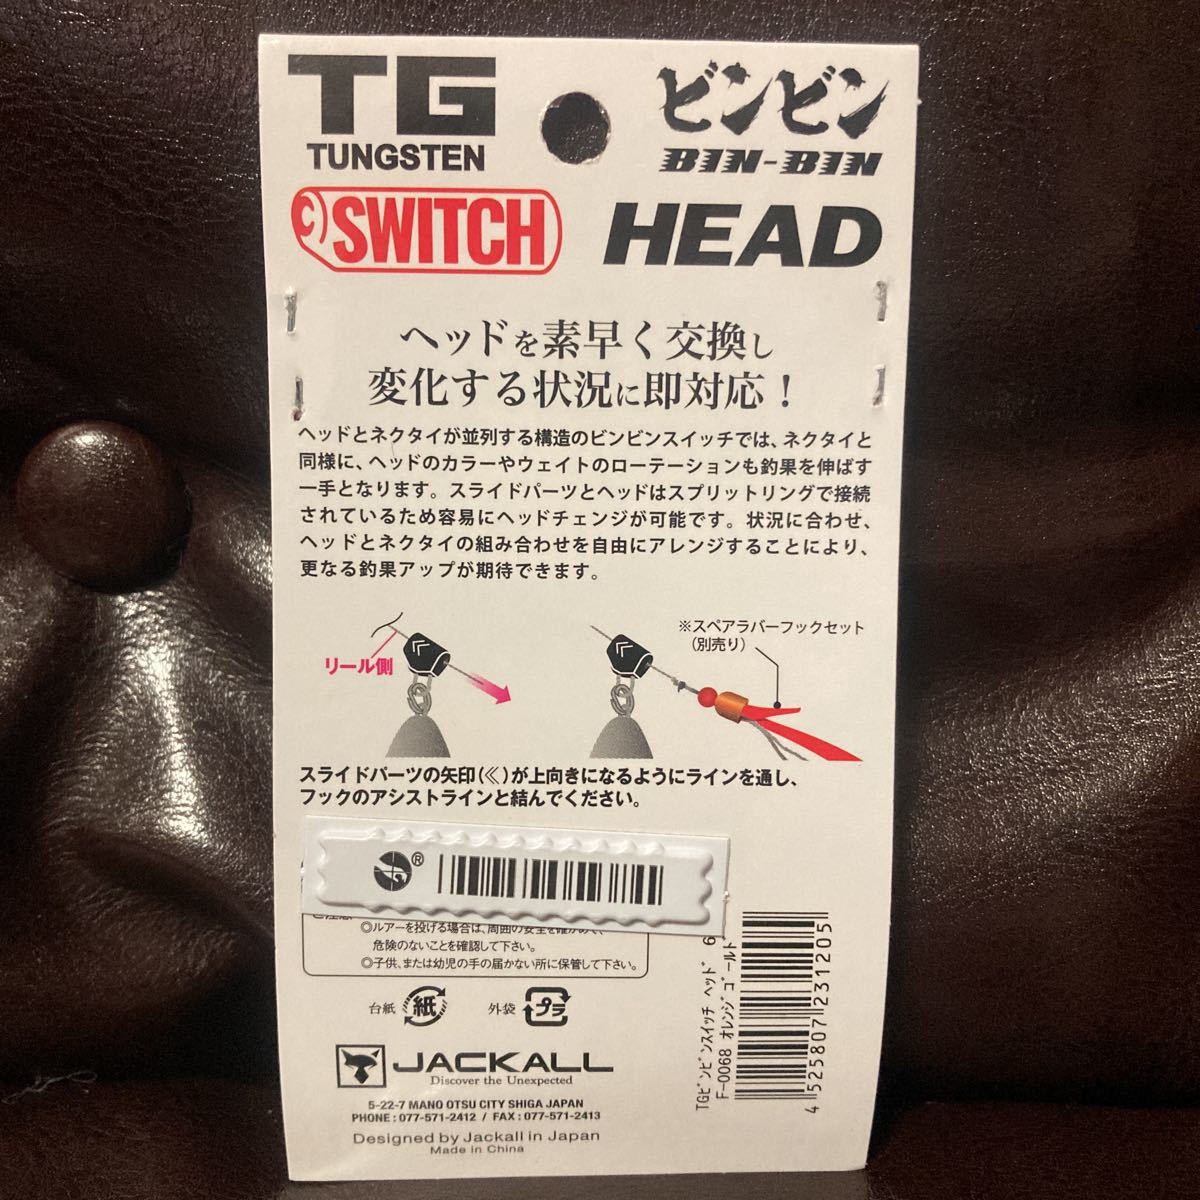 TG ビンビン
TUNGSTEN BIN-BIN
SWITCH HEAD
ヘッドを素早く交換し
変化する状況に即対応!
ヘッドとネクタイが並列する構造のビンビンスイッチでは、ネクタイと
同様に、ヘッドのカラーやウェイトのローテーションも釣果を伸ばす
一手となります。スライドパーツとヘッドはスプリットリングで接続
されているため容易にヘッドチェンジが可能です。状況に合わせ、
ヘッドとネクタイの組み合わせを自由にアレンジすることにより、
更なる釣果アップが期待できます。
リール側
※スペアラバーフックセット
(別売り)
スライドパーツの矢印(≪)が上向きになるようにラインを通し、
フックのアシストラインと結んでください。
®
◎ルアーを投げる場合は、周囲の安全を確かめて、
危険のないことを確認して下さい。
◎子供、または幼児の手の届かない所に保管して下さい。
台紙 紙 外袋 プラ
JACKALL
Discover the Unexpected
5-22-7 MANO OTSU CITY SHIGA JAPAN
PHONE : 077-571-2412 / FAX : 077-571-2413
Designed by Jackall in Japan
Made in China
TGビンビンスイッチ ヘッド 6
F-0068 オレンジゴールド
4 525807 231205